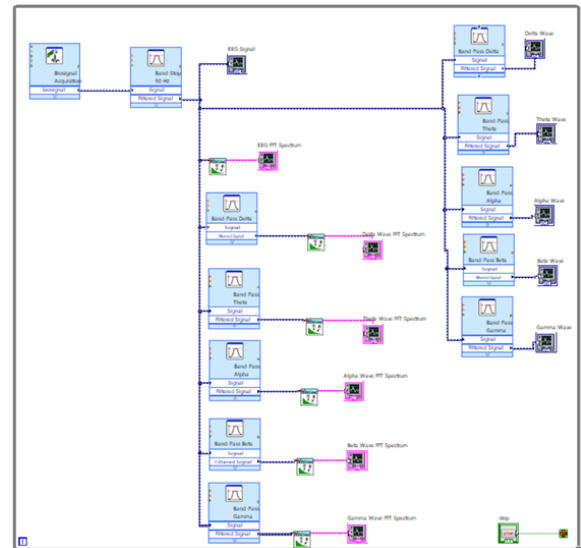 Biosignal
Acquisition
Biosignal
Band Stop
50 Hz
Signal
Filtered Signal
EEG Signal
Band Pass Delta
Signal
Filtered Signal
Delta Wave
Band-Pass
Theta
Signal
Filtered Signal
Theta Wave
EEG FFT Spectrum
Band-Pass
Alpha
Signal
Filtered Signal
Alpha Wave
Band-Pass Delta
Signal
Filtered Signal
Delta Wave FFT Spectrum
Band-Pass Beta
Signal
Filtered Signal
Beta Wave
Band-Pass
Theta
Signal
Filtered Signal
Theta Wave FFT Spectrum
Band-Pass
Gamma
Signal
Filtered Signal
Gamma Wave
Band-Pass
Alpha
Signal
Filtered Signal
Alpha Wave FFT Spectrum
Band-Pass Beta
Signal
Filtered Signal
Beta Wave FFT Spectrum
Band-Pass
Gamma
Signal
Filtered Signal
Gamma Wave FFT Spectrum
stop
i